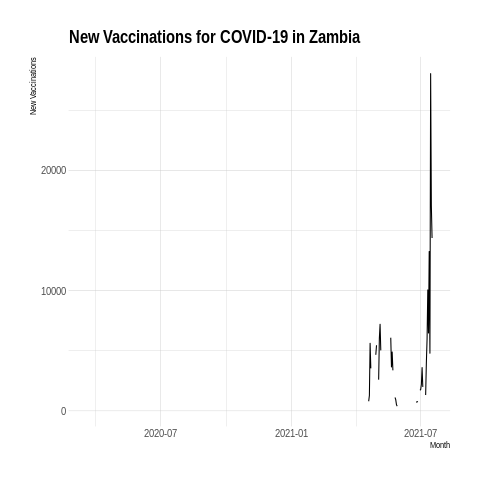 New Vaccinations for COVID-19 in Zambia
New Vaccinations
20000
10000
0
2020-07
2021-01
2021-07
Month